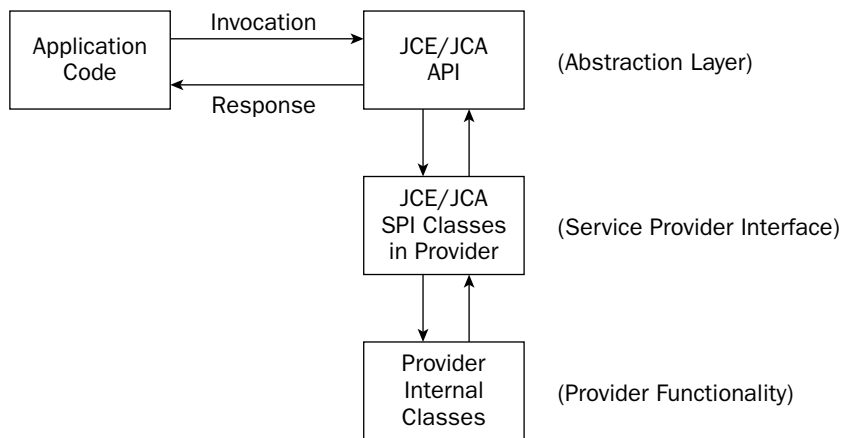 Application
Code
Invocation
Response
JCE/JCA
API
(Abstraction Layer)
JCE/JCA
SPI Classes
in Provider
(Service Provider Interface)
Provider
Internal
Classes
(Provider Functionality)